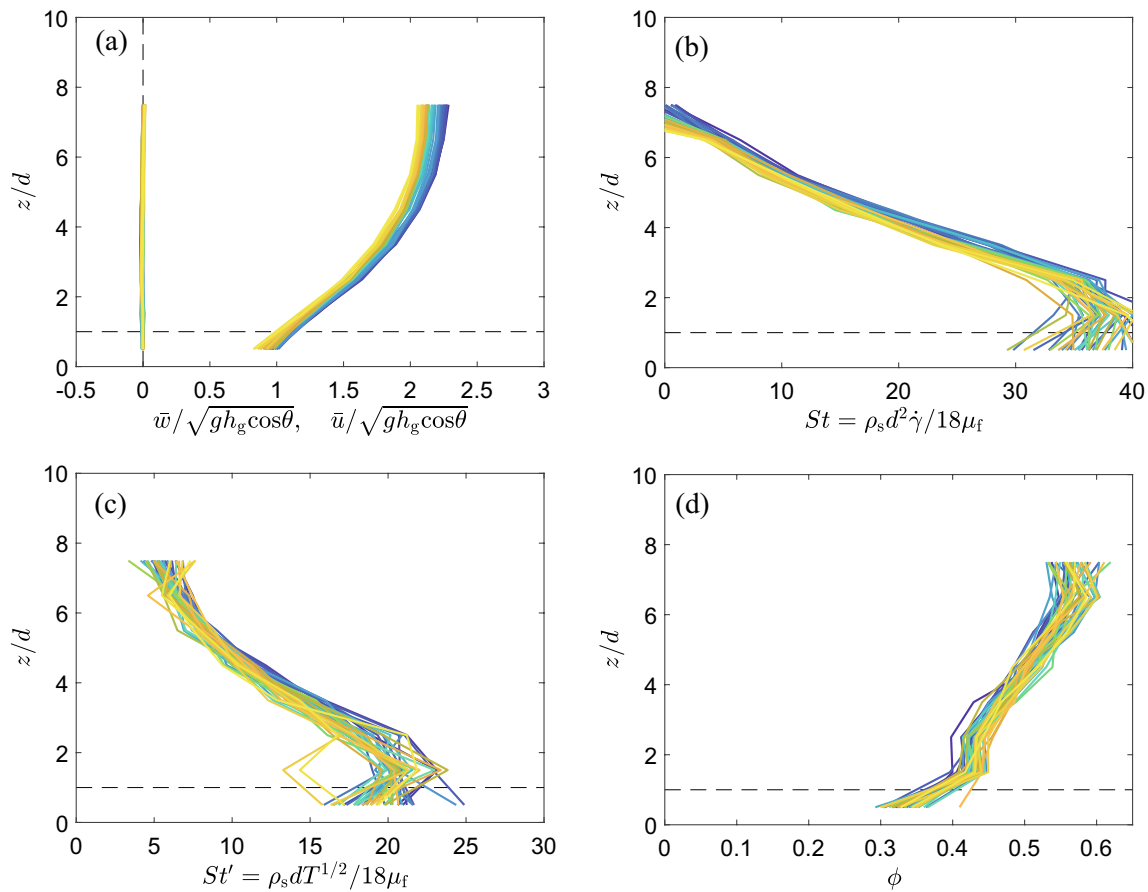 (a)
z/d
10
8
6
4
2
0
-0.5 0 0.5 1 1.5 2 2.5 3
w̄/√(gh_g cosθ), ū/√(gh_g cosθ)
(b)
z/d
10
8
6
4
2
0
0 10 20 30 40
St = ρ_s d² γ̇/18μ_f
(c)
z/d
10
8
6
4
2
0
0 5 10 15 20 25 30
St′ = ρ_s dT^{1/2}/18μ_f
(d)
z/d
10
8
6
4
2
0
0 0.1 0.2 0.3 0.4 0.5 0.6
ϕ